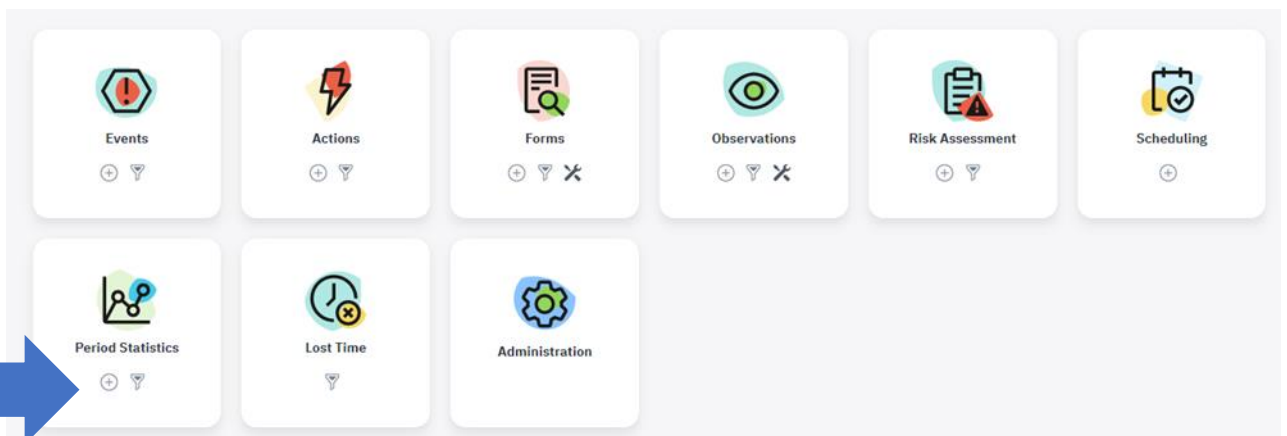 Events
Actions
Forms
Observations
Risk Assessment
Scheduling
Period Statistics
Lost Time
Administration